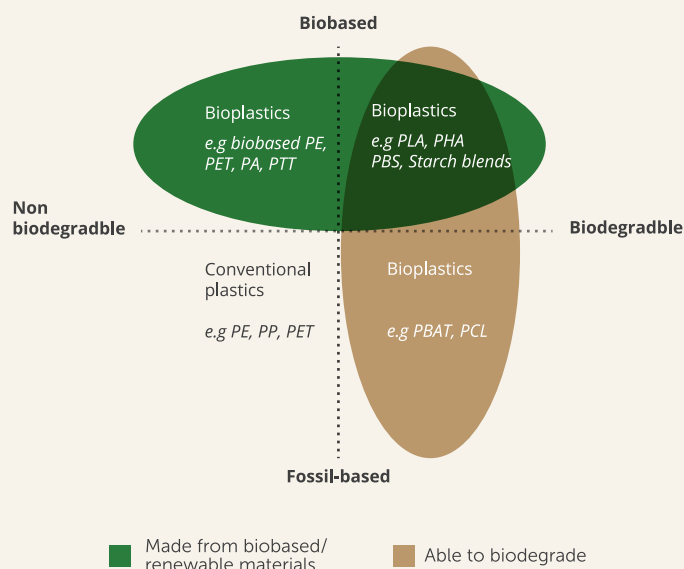 Biobased
Bioplastics
e.g biobased PE,
PET, PA, PTT
Bioplastics
e.g PLA, PHA
PBS, Starch blends
Non
biodegradble
Biodegradble
Conventional
plastics
e.g PE, PP, PET
Bioplastics
e.g PBAT, PCL
Fossil-based
Made from biobased/
renewable materials
Able to biodegrade